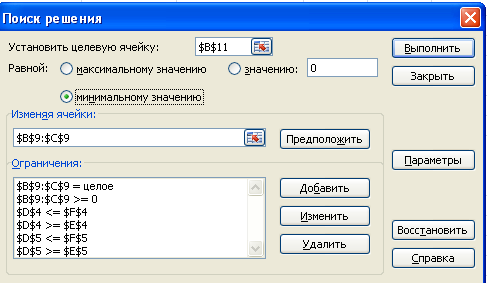 Поиск решения
Установить целевую ячейку: $B$11 Выполнить
Равной: максимальному значению значению: 0 Закрыть
минимальному значению
Изменяя ячейки:
$B$9:$C$9 Предположить
Ограничения: Параметры
$B$9:$C$9 = целое Добавить
$B$9:$C$9 >= 0
$D$4 <= $F$4 Изменить
$D$4 >= $E$4 Восстановить
$D$5 <= $F$5 Удалить
$D$5 >= $E$5 Справка